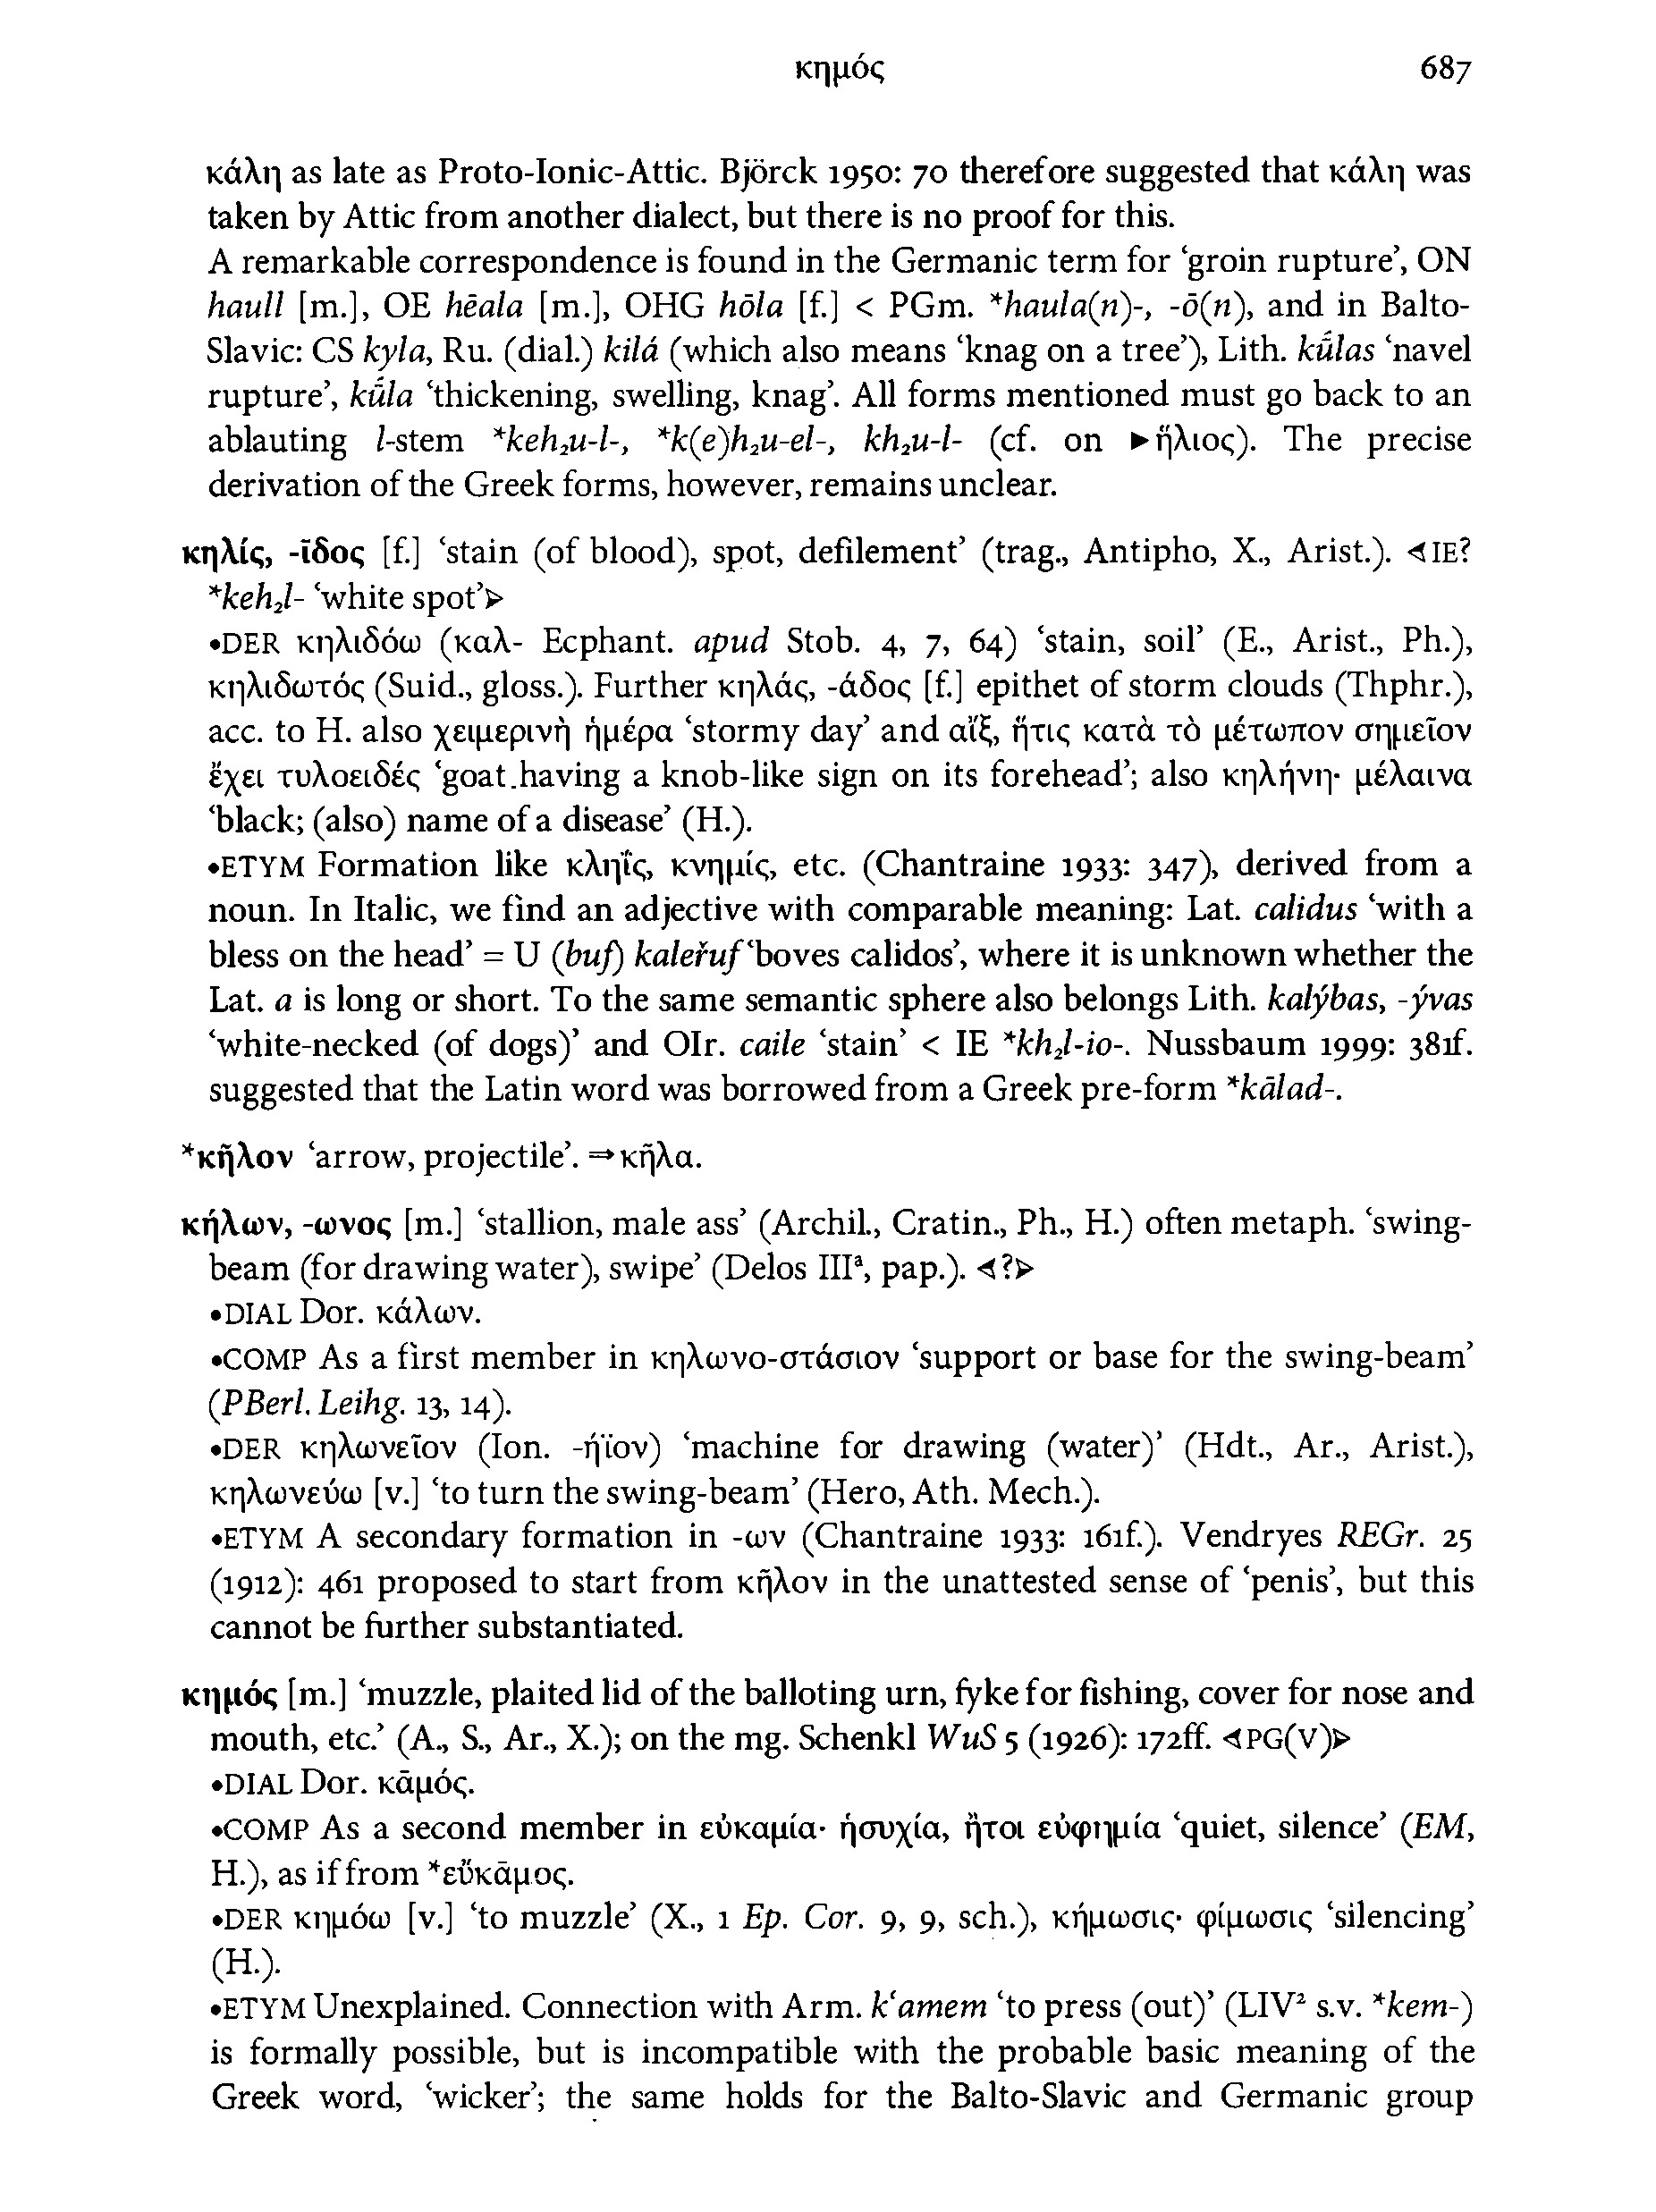 κημός 687
κάλη as late as Proto-Ionic-Attic. Björck 1950: 70 therefore suggested that κάλη was
taken by Attic from another dialect, but there is no proof for this.
A remarkable correspondence is found in the Germanic term for ‘groin rupture’, ON
haull [m.], OE hēala [m.], OHG hōla [f.] < PGm. *haula(n)-, -ō(n), and in Balto-
Slavic: CS kyla, Ru. (dial.) kilá (which also means ‘knag on a tree’), Lith. kū́las ‘navel
rupture’, kū́la ‘thickening, swelling, knag’. All forms mentioned must go back to an
ablauting l-stem *keh₂u-l-, *k(e)h₂u-el-, kh₂u-l- (cf. on ►ἥλιος). The precise
derivation of the Greek forms, however, remains unclear.
κηλίς, -ῖδος [f.] ‘stain (of blood), spot, defilement’ (trag., Antipho, X., Arist.). ⋖IE?
*keh₂l- ‘white spot’⋗
•DER κηλιδόω (καλ- Ecphant. apud Stob. 4, 7, 64) ‘stain, soil’ (E., Arist., Ph.),
κηλιδωτός (Suid., gloss.). Further κηλάς, -άδος [f.] epithet of storm clouds (Thphr.),
acc. to H. also χειμερινὴ ἡμέρα ‘stormy day’ and αἴξ, ἥτις κατὰ τὸ μέτωπον σημεῖον
ἔχει τυλοειδές ‘goat having a knob-like sign on its forehead’; also κηλήνη· μέλαινα
‘black; (also) name of a disease’ (H.).
•ETYM Formation like κληΐς, κνημίς, etc. (Chantraine 1933: 347), derived from a
noun. In Italic, we find an adjective with comparable meaning: Lat. calidus ‘with a
bless on the head’ = U (buf) kaleřuf ‘boves calidos’, where it is unknown whether the
Lat. a is long or short. To the same semantic sphere also belongs Lith. kalýbas, -ývas
‘white-necked (of dogs)’ and OIr. caile ‘stain’ < IE *kh₂l-io-. Nussbaum 1999: 381f.
suggested that the Latin word was borrowed from a Greek pre-form *kālad-.
*κῆλον ‘arrow, projectile’. ⇒κῆλα.
κήλων, -ωνος [m.] ‘stallion, male ass’ (Archil., Cratin., Ph., H.) often metaph. ‘swing-
beam (for drawing water), swipe’ (Delos IIIᵃ, pap.). ⋖?⋗
•DIAL Dor. κάλων.
•COMP As a first member in κηλωνο-στάσιον ‘support or base for the swing-beam’
(PBerl. Leihg. 13, 14).
•DER κηλωνεῖον (Ion. -ήϊον) ‘machine for drawing (water)’ (Hdt., Ar., Arist.),
κηλωνεύω [v.] ‘to turn the swing-beam’ (Hero, Ath. Mech.).
•ETYM A secondary formation in -ων (Chantraine 1933: 161f.). Vendryes REGr. 25
(1912): 461 proposed to start from κῆλον in the unattested sense of ‘penis’, but this
cannot be further substantiated.
κημός [m.] ‘muzzle, plaited lid of the balloting urn, fyke for fishing, cover for nose and
mouth, etc.’ (A., S., Ar., X.); on the mg. Schenkl WuS 5 (1926): 172ff. ⋖PG(V)⋗
•DIAL Dor. κᾱμός.
•COMP As a second member in εὐκαμία· ἡσυχία, ἤτοι εὐφημία ‘quiet, silence’ (EM,
H.), as if from *εὔκᾱμος.
•DER κημόω [v.] ‘to muzzle’ (X., 1 Ep. Cor. 9, 9, sch.), κήμωσις· φίμωσις ‘silencing’
(H.).
•ETYM Unexplained. Connection with Arm. kʻamem ‘to press (out)’ (LIV² s.v. *kem-)
is formally possible, but is incompatible with the probable basic meaning of the
Greek word, ‘wicker’; the same holds for the Balto-Slavic and Germanic group